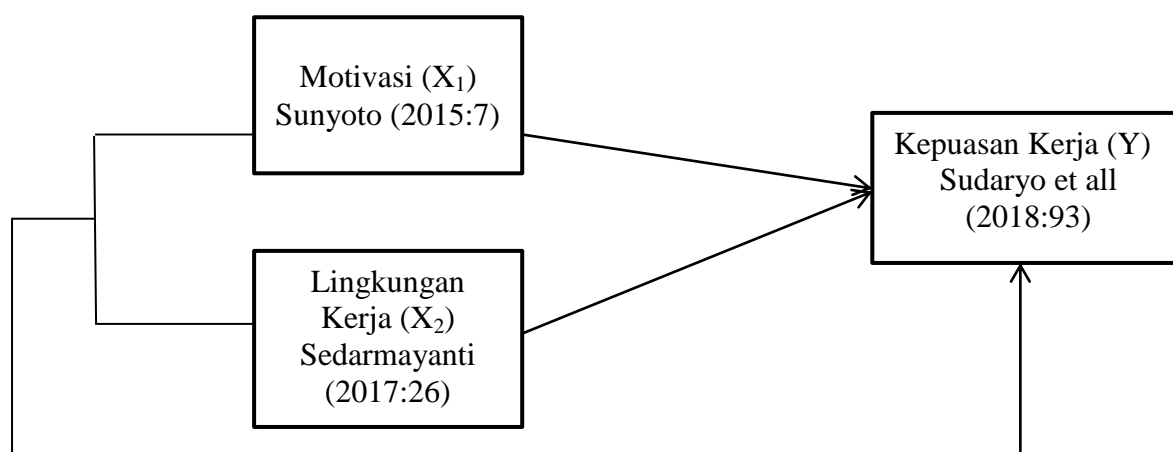 Motivasi (X₁)
Sunyoto (2015:7)
Lingkungan
Kerja (X₂)
Sedarmayanti
(2017:26)
Kepuasan Kerja (Y)
Sudaryo et all
(2018:93)